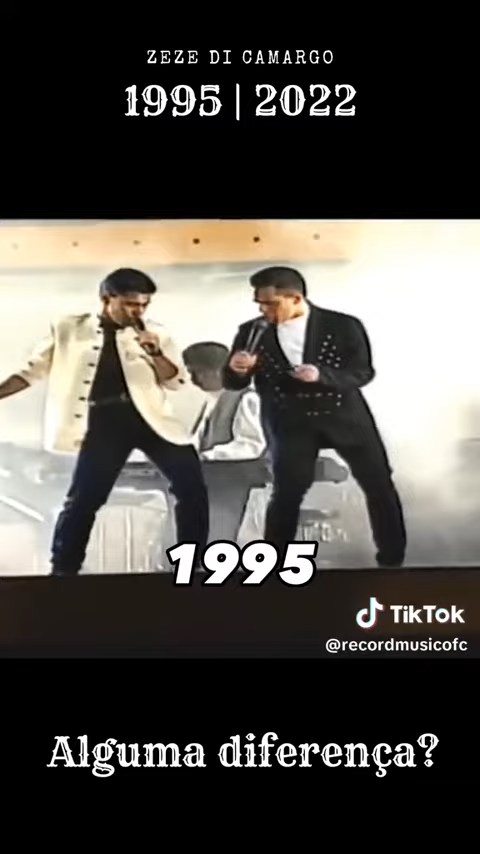 ZEZE DI CAMARGO
1995 | 2022
1995
TikTok
@recordmusicofc
Alguma diferença?